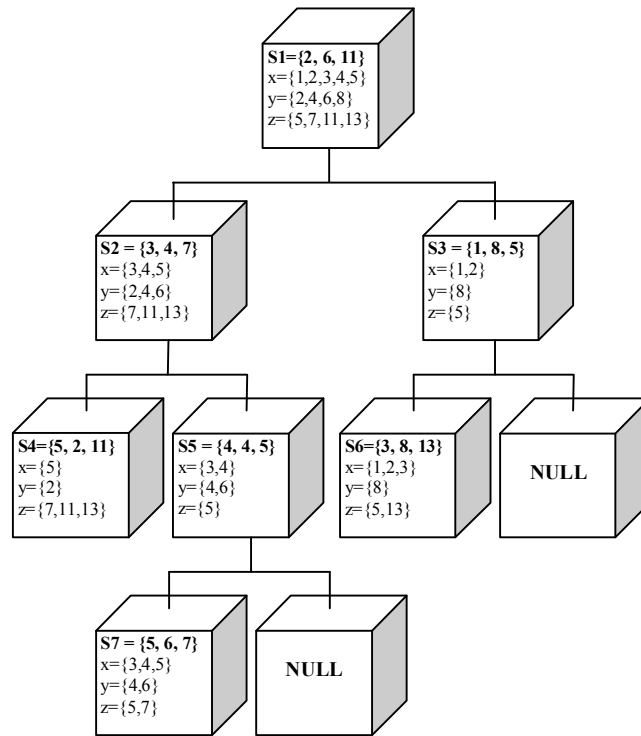 S1={2, 6, 11}
x={1,2,3,4,5}
y={2,4,6,8}
z={5,7,11,13}
S2 = {3, 4, 7}
x={3,4,5}
y={2,4,6}
z={7,11,13}
S3 = {1, 8, 5}
x={1,2}
y={8}
z={5}
S4={5, 2, 11}
x={5}
y={2}
z={7,11,13}
S5 = {4, 4, 5}
x={3,4}
y={4,6}
z={5}
S6={3, 8, 13}
x={1,2,3}
y={8}
z={5,13}
NULL
S7 = {5, 6, 7}
x={3,4,5}
y={4,6}
z={5,7}
NULL